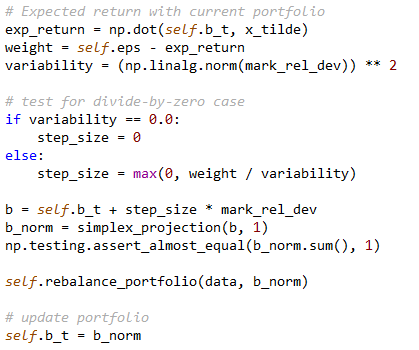 # Expected return with current portfolio
exp_return = np.dot(self.b_t, x_tilde)
weight = self.eps - exp_return
variability = (np.linalg.norm(mark_rel_dev)) ** 2
# test for divide-by-zero case
if variability == 0.0:
    step_size = 0
else:
    step_size = max(0, weight / variability)
b = self.b_t + step_size * mark_rel_dev
b_norm = simplex_projection(b, 1)
np.testing.assert_almost_equal(b_norm.sum(), 1)
self.rebalance_portfolio(data, b_norm)
# update portfolio
self.b_t = b_norm